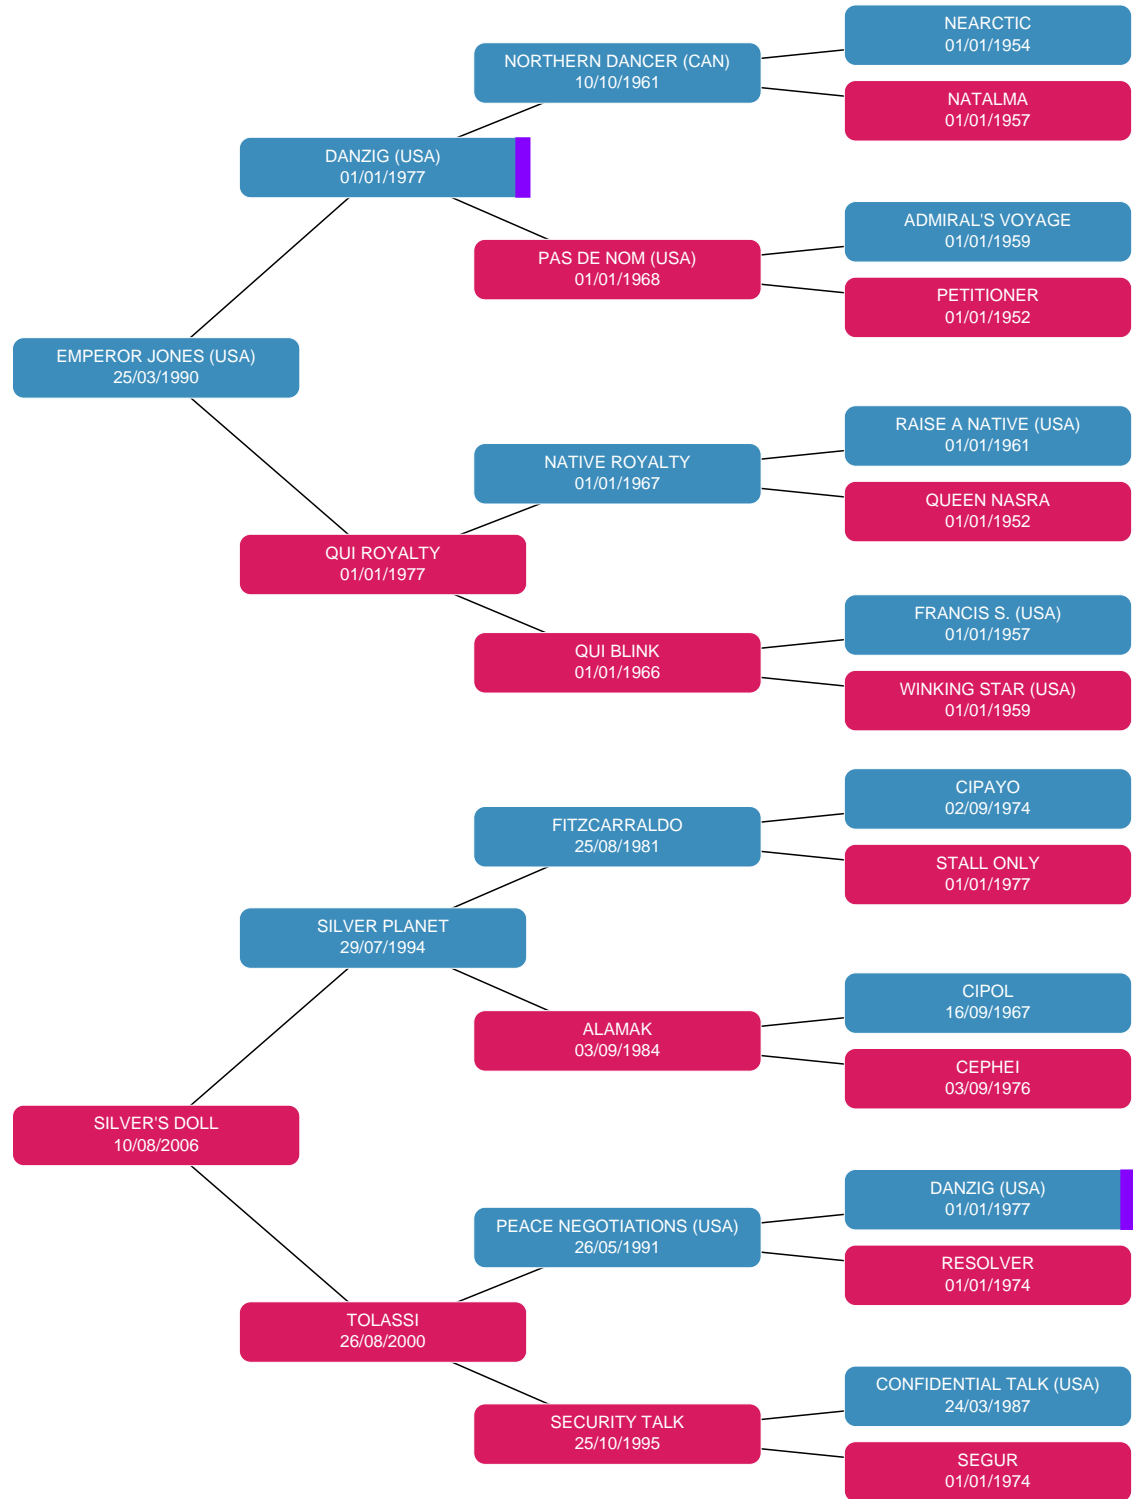 NEARCTIC
01/01/1954
NORTHERN DANCER (CAN)
10/10/1961
NATALMA
01/01/1957
DANZIG (USA)
01/01/1977
ADMIRAL'S VOYAGE
01/01/1959
PAS DE NOM (USA)
01/01/1968
PETITIONER
01/01/1952
EMPEROR JONES (USA)
25/03/1990
RAISE A NATIVE (USA)
01/01/1961
NATIVE ROYALTY
01/01/1967
QUEEN NASRA
01/01/1952
QUI ROYALTY
01/01/1977
FRANCIS S. (USA)
01/01/1957
QUI BLINK
01/01/1966
WINKING STAR (USA)
01/01/1959
CIPAYO
02/09/1974
FITZCARRALDO
25/08/1981
STALL ONLY
01/01/1977
SILVER PLANET
29/07/1994
CIPOL
16/09/1967
ALAMAK
03/09/1984
CEPHEI
03/09/1976
SILVER'S DOLL
10/08/2006
DANZIG (USA)
01/01/1977
PEACE NEGOTIATIONS (USA)
26/05/1991
RESOLVER
01/01/1974
TOLASSI
26/08/2000
CONFIDENTIAL TALK (USA)
24/03/1987
SECURITY TALK
25/10/1995
SEGUR
01/01/1974